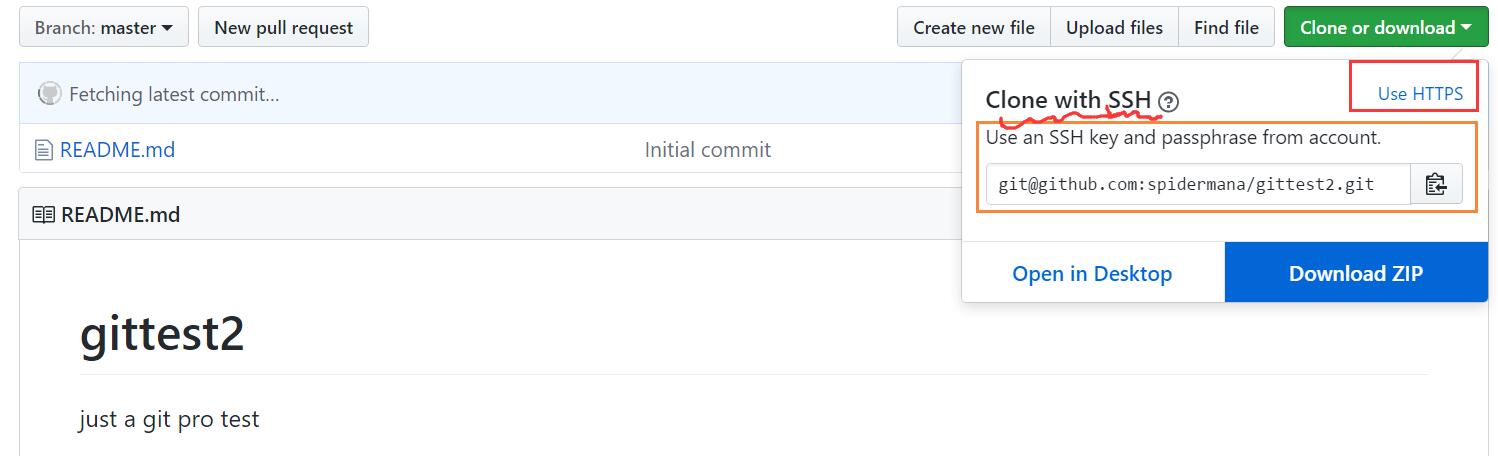 Branch: master
New pull request
Create new file
Upload files
Find file
Clone or download
Fetching latest commit…
Clone with SSH ?
Use HTTPS
Use an SSH key and passphrase from account.
git@github.com:spidermana/gittest2.git
Open in Desktop
Download ZIP
README.md
Initial commit
README.md
gittest2
just a git pro test